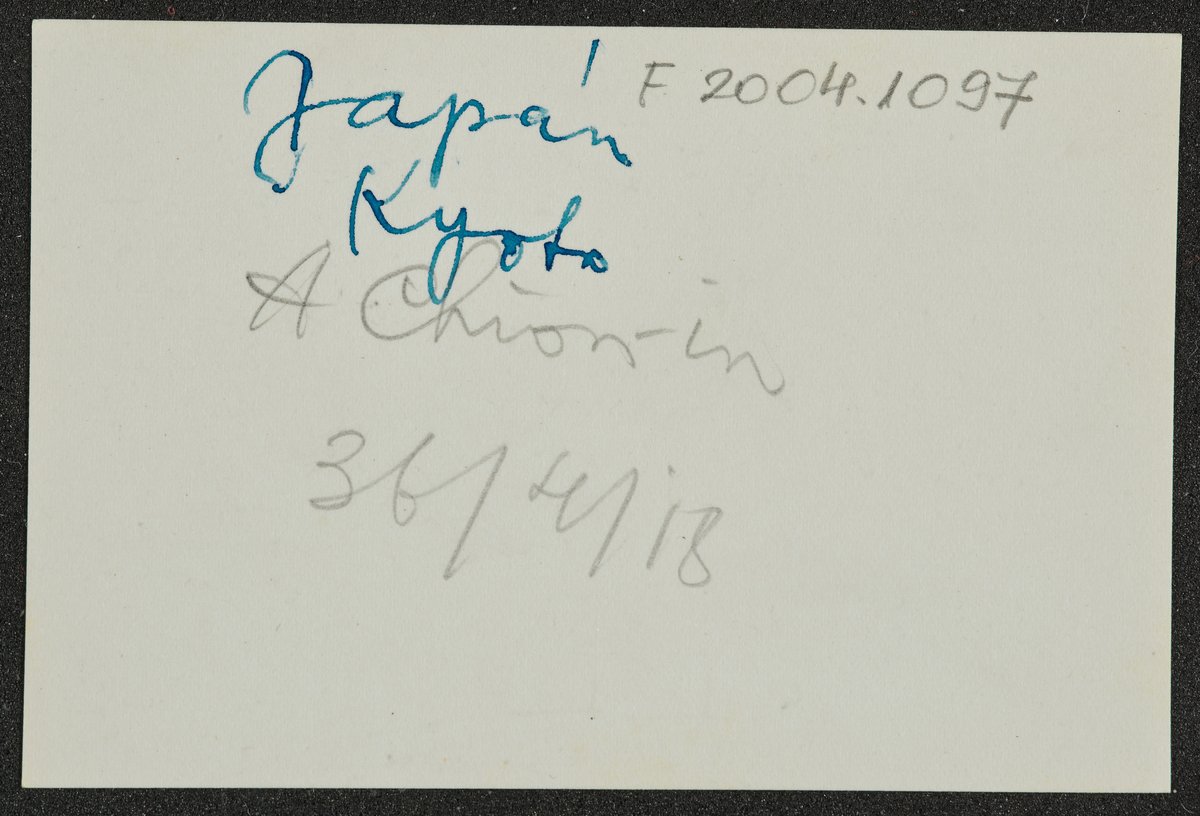 Japán
F 2004.1097
Kyoto
A Chion-in
36/4/18